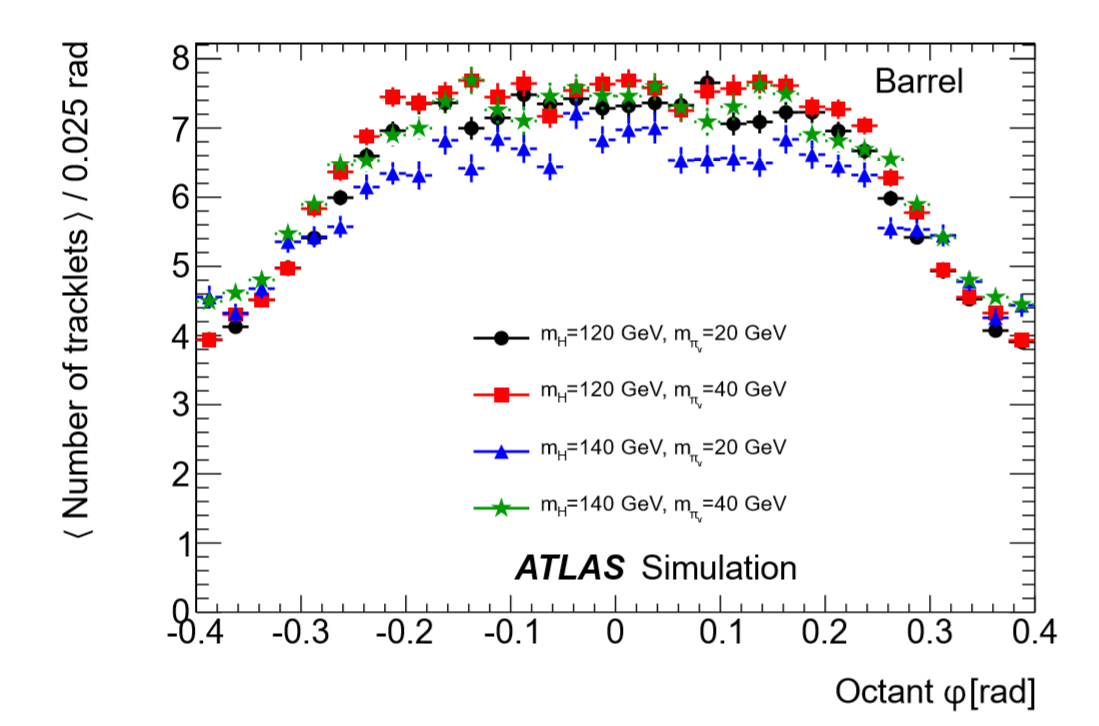 ⟨ Number of tracklets ⟩ / 0.025 rad
8
7
6
5
4
3
2
1
0
Barrel
m_H=120 GeV, m_πᵥ=20 GeV
m_H=120 GeV, m_πᵥ=40 GeV
m_H=140 GeV, m_πᵥ=20 GeV
m_H=140 GeV, m_πᵥ=40 GeV
ATLAS Simulation
-0.4 -0.3 -0.2 -0.1 0 0.1 0.2 0.3 0.4
Octant φ[rad]